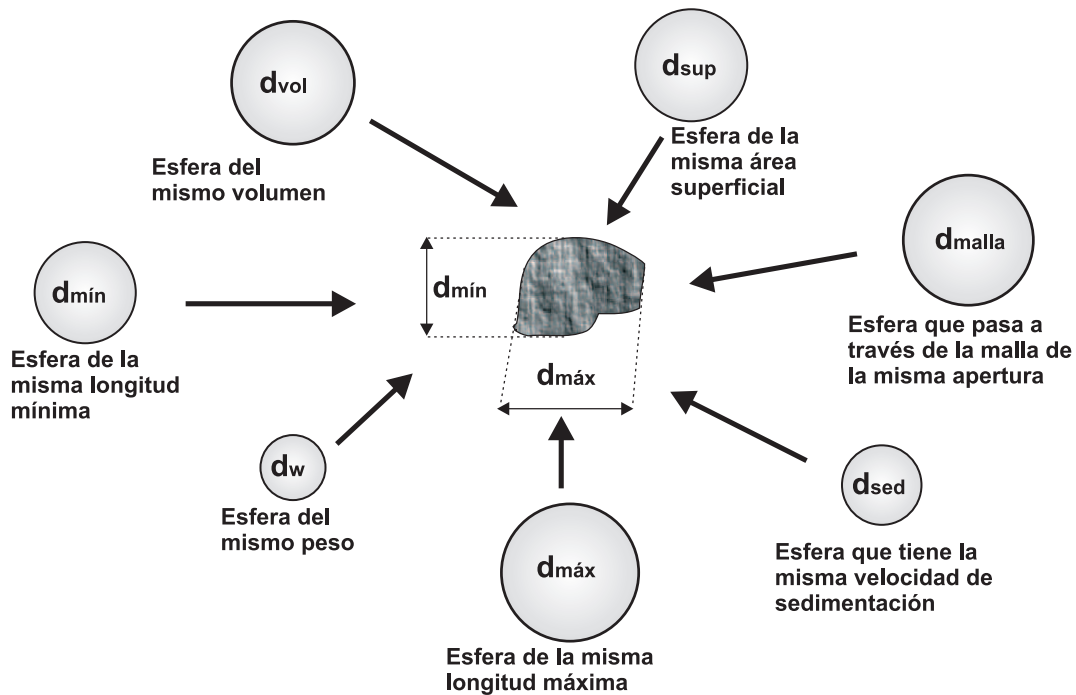 dvol
Esfera del
mismo volumen
dsup
Esfera de la
misma área
superficial
dmalla
Esfera que pasa a
través de la malla de
la misma apertura
dmín
Esfera de la
misma longitud
mínima
dmín
dmáx
dw
Esfera del
mismo peso
dmáx
Esfera de la misma
longitud máxima
dsed
Esfera que tiene la
misma velocidad de
sedimentación